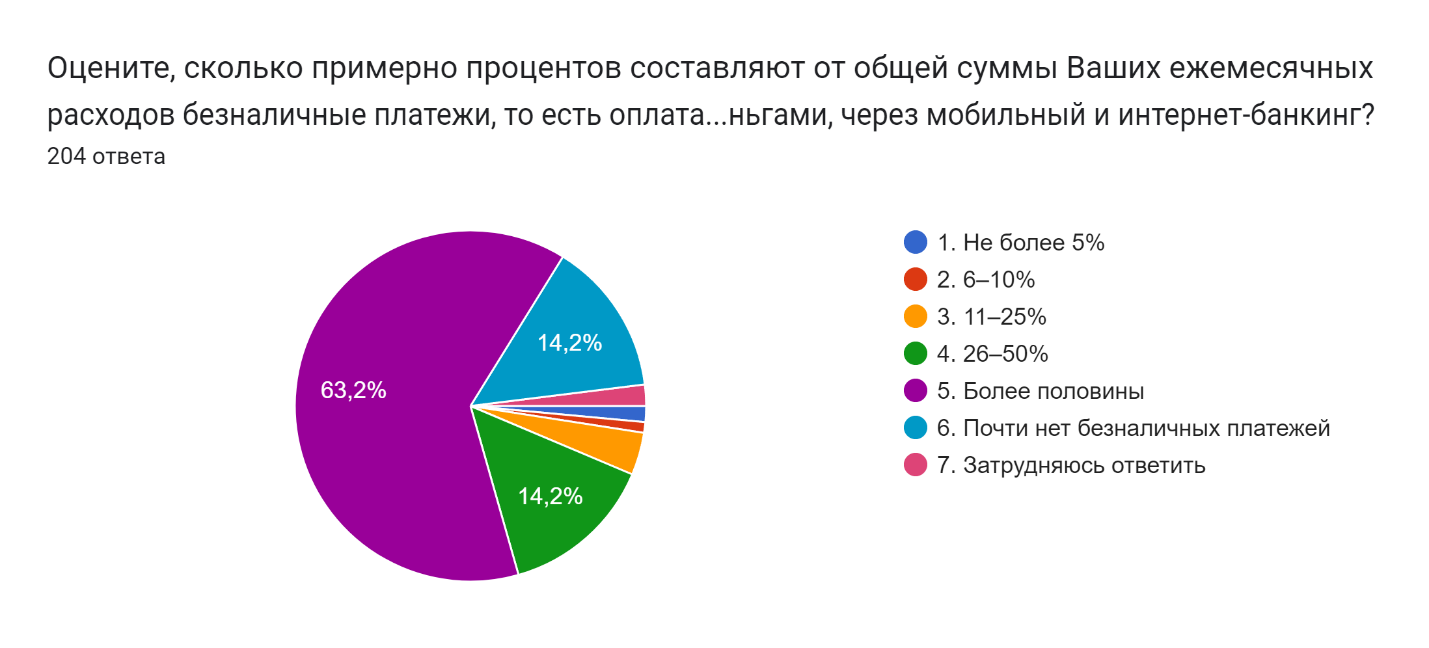 Оцените, сколько примерно процентов составляют от общей суммы Ваших ежемесячных
расходов безналичные платежи, то есть оплата...ньгами, через мобильный и интернет-банкинг?
204 ответа
63,2%
14,2%
14,2%
1. Не более 5%
2. 6–10%
3. 11–25%
4. 26–50%
5. Более половины
6. Почти нет безналичных платежей
7. Затрудняюсь ответить